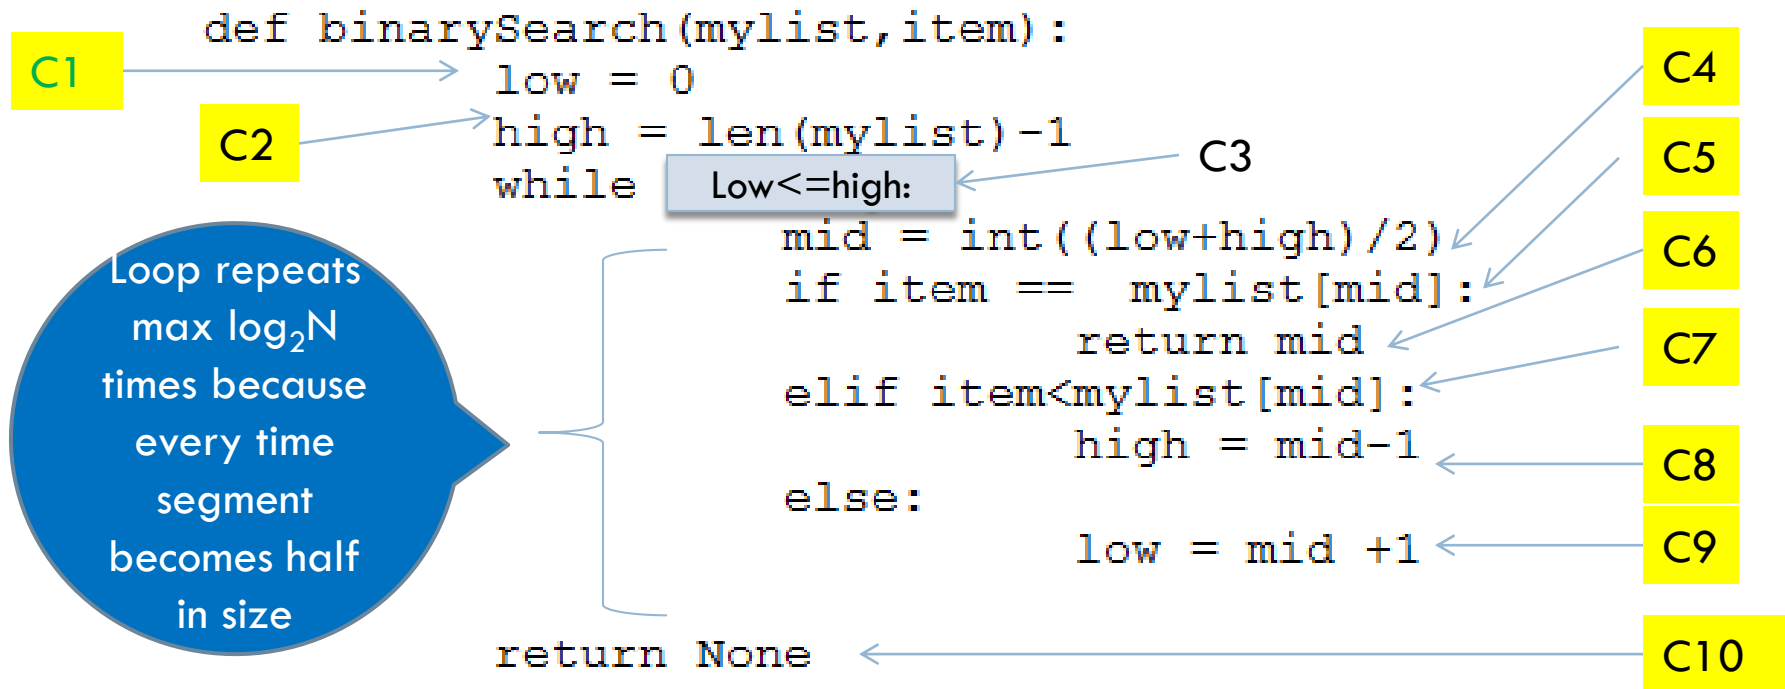 def binarySearch(mylist,item):
C1
low = 0
C2
high = len(mylist)-1
C3
while Low<=high:
C4
mid = int((low+high)/2)
C5
if item ==  mylist[mid]:
C6
return mid
C7
elif item<mylist[mid]:
C8
high = mid-1
else:
C9
low = mid +1
C10
return None
Loop repeats
max log₂N
times because
every time
segment
becomes half
in size